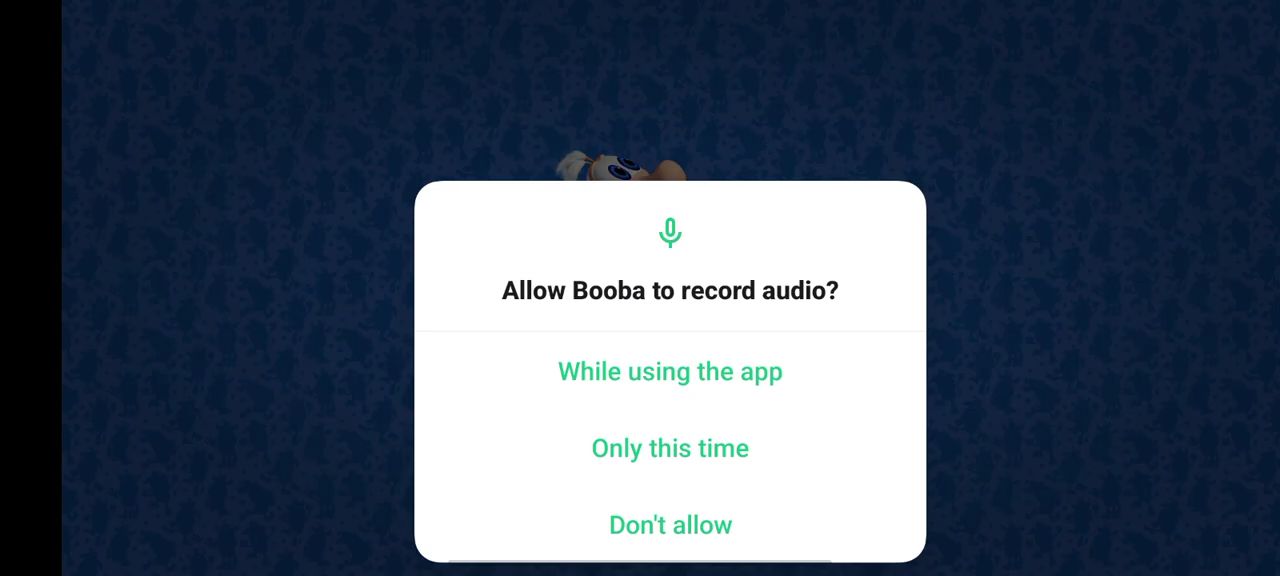 Allow Booba to record audio?
While using the app
Only this time
Don't allow